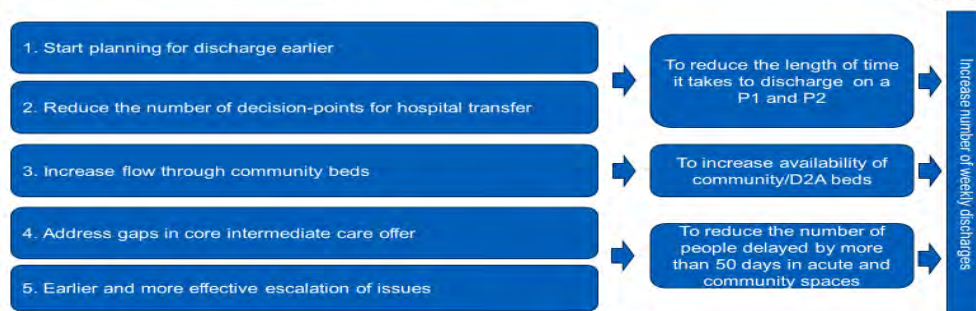 1. Start planning for discharge earlier
2. Reduce the number of decision-points for hospital transfer
To reduce the length of time
it takes to discharge on a
P1 and P2
3. Increase flow through community beds
To increase availability of
community/D2A beds
4. Address gaps in core intermediate care offer
5. Earlier and more effective escalation of issues
To reduce the number of
people delayed by more
than 50 days in acute and
community spaces
Increase number of weekly discharges